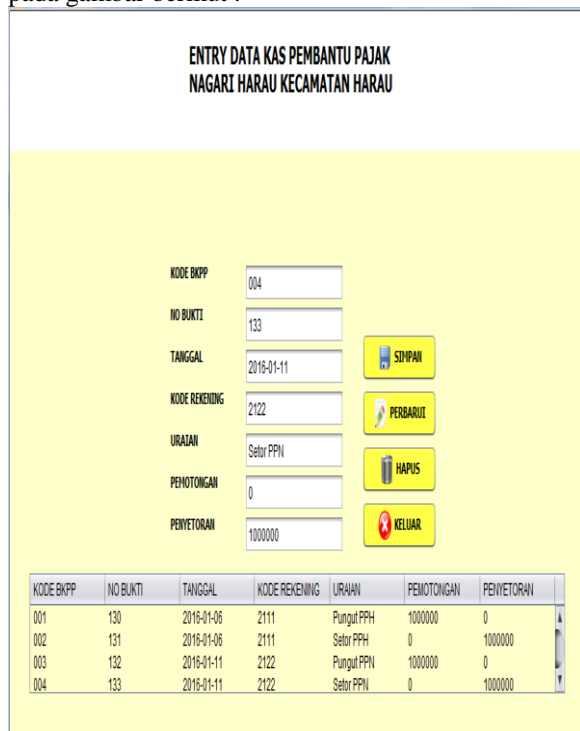 pada gambar berikut :
ENTRY DATA KAS PEMBANTU PAJAK
NAGARI HARAU KECAMATAN HARAU
KODE BKPP 004
NO BUKTI 133
TANGGAL 2016-01-11
KODE REKENING 2122
URAIAN Setor PPN
PEMOTONGAN 0
PENYETORAN 1000000
SIMPAN
PERBARUI
HAPUS
KELUAR
KODE BKPP NO BUKTI TANGGAL KODE REKENING URAIAN PEMOTONGAN PENYETORAN
001 130 2016-01-06 2111 Pungut PPH 1000000 0
002 131 2016-01-06 2111 Setor PPH 0 1000000
003 132 2016-01-11 2122 Pungut PPN 1000000 0
004 133 2016-01-11 2122 Setor PPN 0 1000000